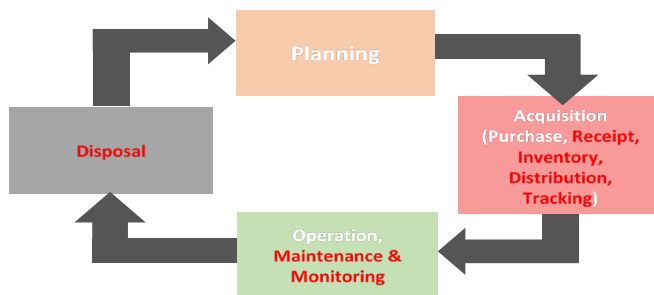 Planning
Acquisition
(Purchase, Receipt,
Inventory,
Distribution,
Tracking)
Operation,
Maintenance &
Monitoring
Disposal